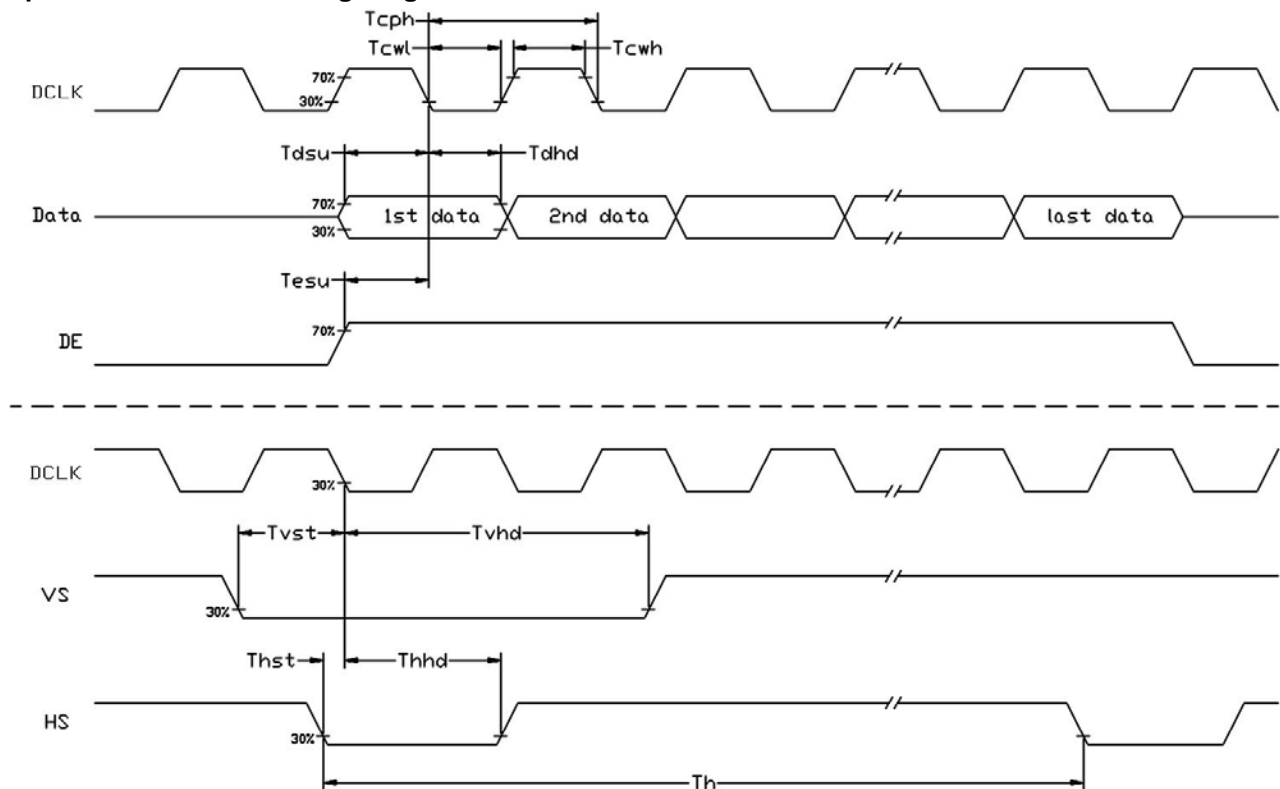 Tcph
Tcwl Tcwh
DCLK 70%
30%
Tdsu Tdhd
Data 70% 1st data 2nd data last data
30%
Tesu
DE 70%
DCLK 30%
Tvst Tvhd
VS 30%
Thst Thhd
HS 30%
Th